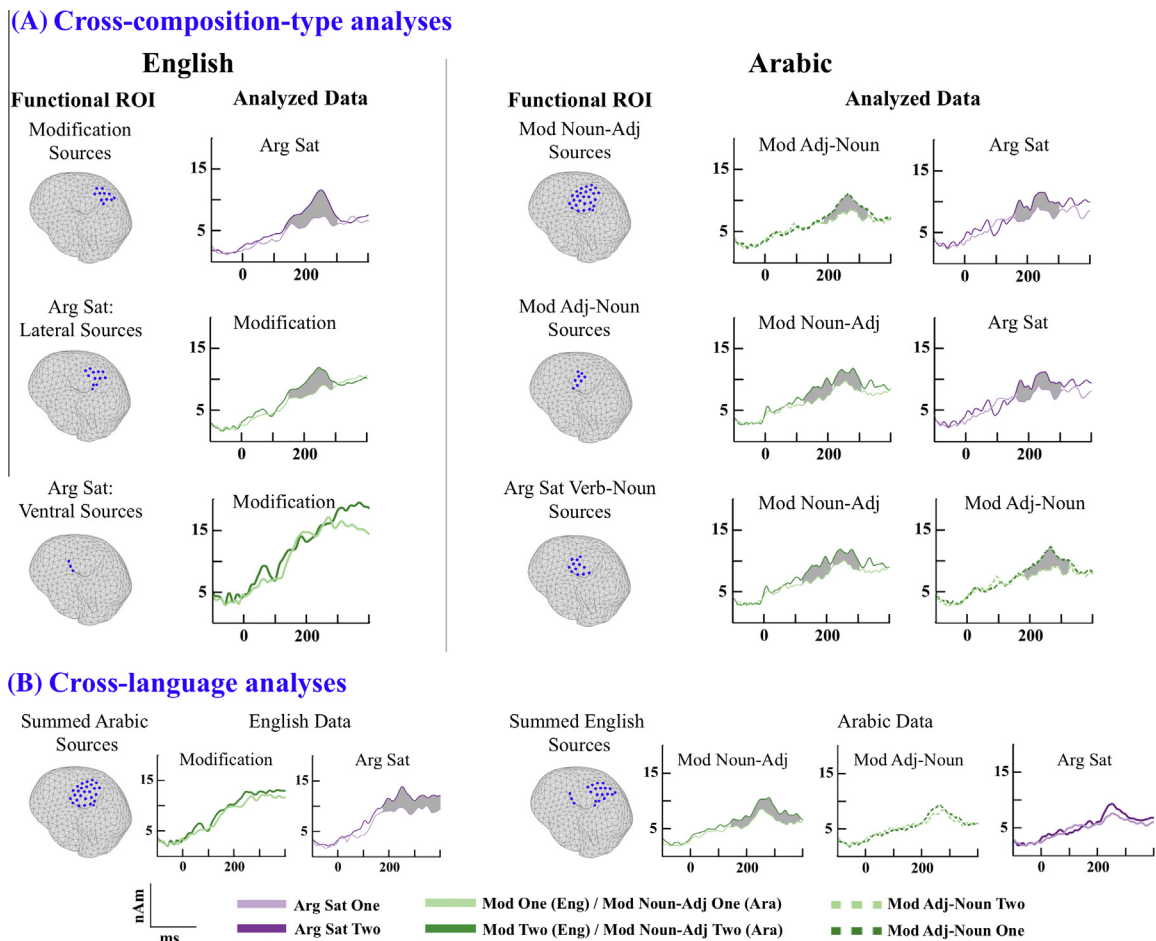 (A) Cross-composition-type analyses
English
Functional ROI
Analyzed Data
Modification
Sources
Arg Sat
15
5
0
200
Arg Sat:
Lateral Sources
Modification
15
5
0
200
Arg Sat:
Ventral Sources
Modification
15
5
0
200
Arabic
Functional ROI
Analyzed Data
Mod Noun-Adj
Sources
Mod Adj-Noun
15
5
0
200
Arg Sat
15
5
0
200
Mod Adj-Noun
Sources
Mod Noun-Adj
15
5
0
200
Arg Sat
15
5
0
200
Arg Sat Verb-Noun
Sources
Mod Noun-Adj
15
5
0
200
Mod Adj-Noun
15
5
0
200
(B) Cross-language analyses
Summed Arabic
Sources
English Data
Modification
15
5
0
200
Arg Sat
15
5
0
200
Summed English
Sources
Arabic Data
Mod Noun-Adj
15
5
0
200
Mod Adj-Noun
15
5
0
200
Arg Sat
15
5
0
200
nAm
ms
Arg Sat One
Arg Sat Two
Mod One (Eng) / Mod Noun-Adj One (Ara)
Mod Two (Eng) / Mod Noun-Adj Two (Ara)
Mod Adj-Noun Two
Mod Adj-Noun One